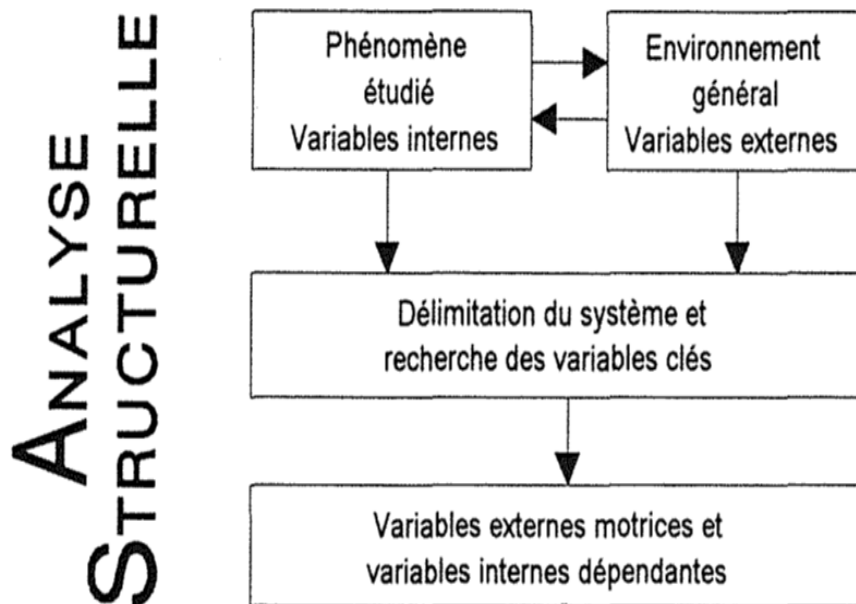 ANALYSE
STRUCTURELLE
Phénomène
étudié
Variables internes
Environnement
général
Variables externes
Délimitation du système et
recherche des variables clés
Variables externes motrices et
variables internes dépendantes